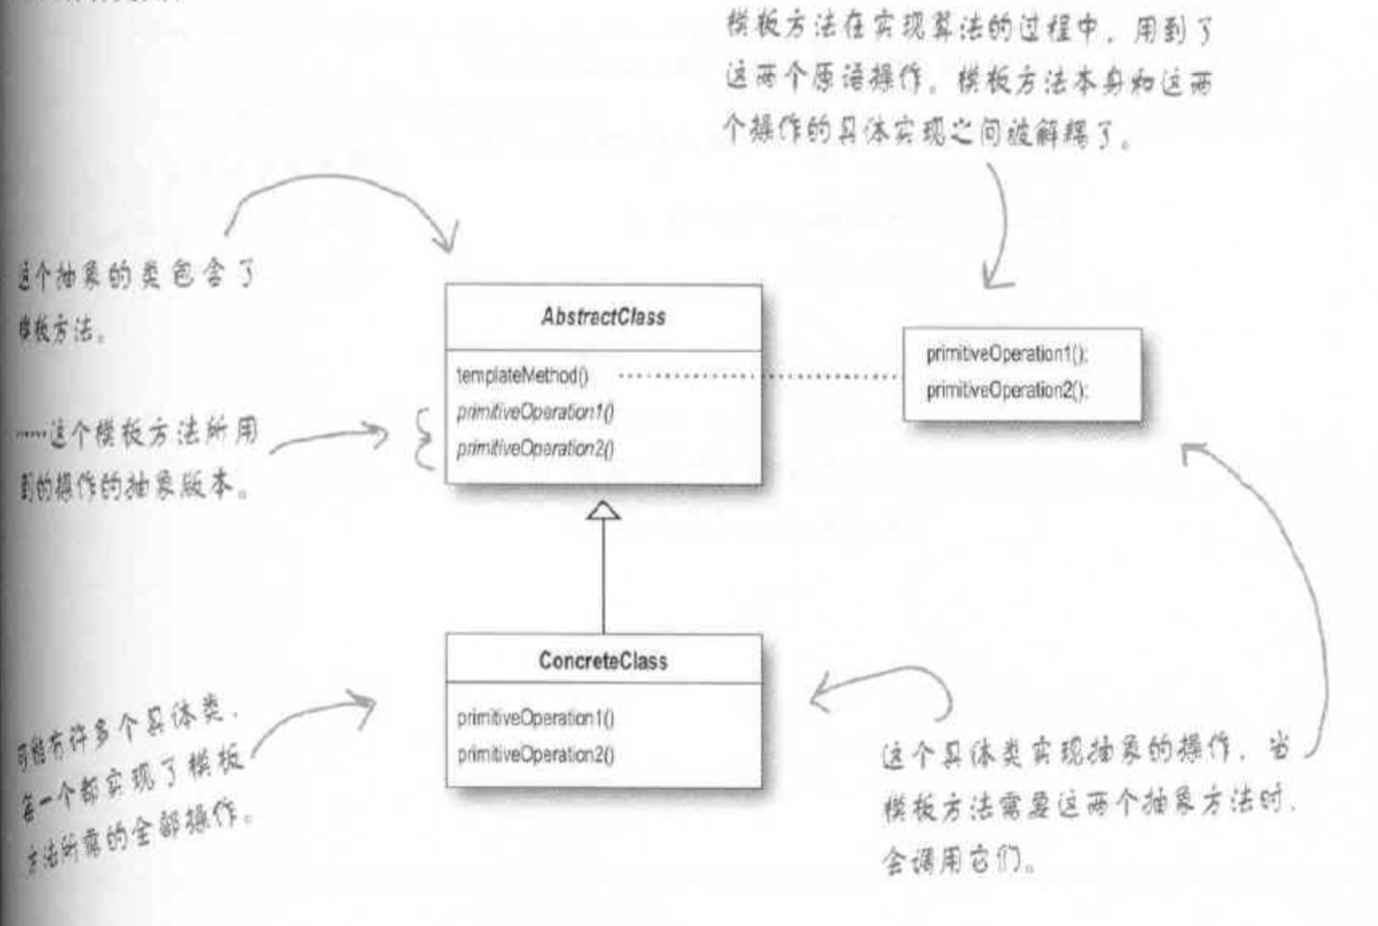 模板方法在实现算法的过程中，用到了
这两个原语操作。模板方法本身和这两
个操作的具体实现之间被解耦了。
这个抽象的类包含了
模板方法。
AbstractClass
templateMethod()
primitiveOperation1()
primitiveOperation2()
primitiveOperation1();
primitiveOperation2();
……这个模板方法所用
到的操作的抽象版本。
ConcreteClass
primitiveOperation1()
primitiveOperation2()
可能有许多个具体类，
每一个都实现了模板
方法所需的全部操作。
这个具体类实现抽象的操作，当
模板方法需要这两个抽象方法时，
会调用它们。